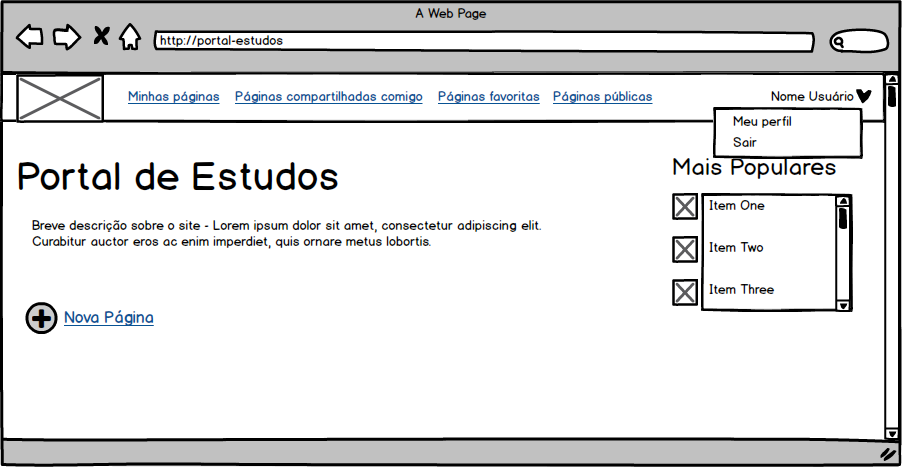 A Web Page
http://portal-estudos
Minhas páginas Páginas compartilhadas comigo Páginas favoritas Páginas públicas Nome Usuário
Meu perfil
Sair
Portal de Estudos
Breve descrição sobre o site - Lorem ipsum dolor sit amet, consectetur adipiscing elit.
Curabitur auctor eros ac enim imperdiet, quis ornare metus lobortis.
Nova Página
Mais Populares
Item One
Item Two
Item Three